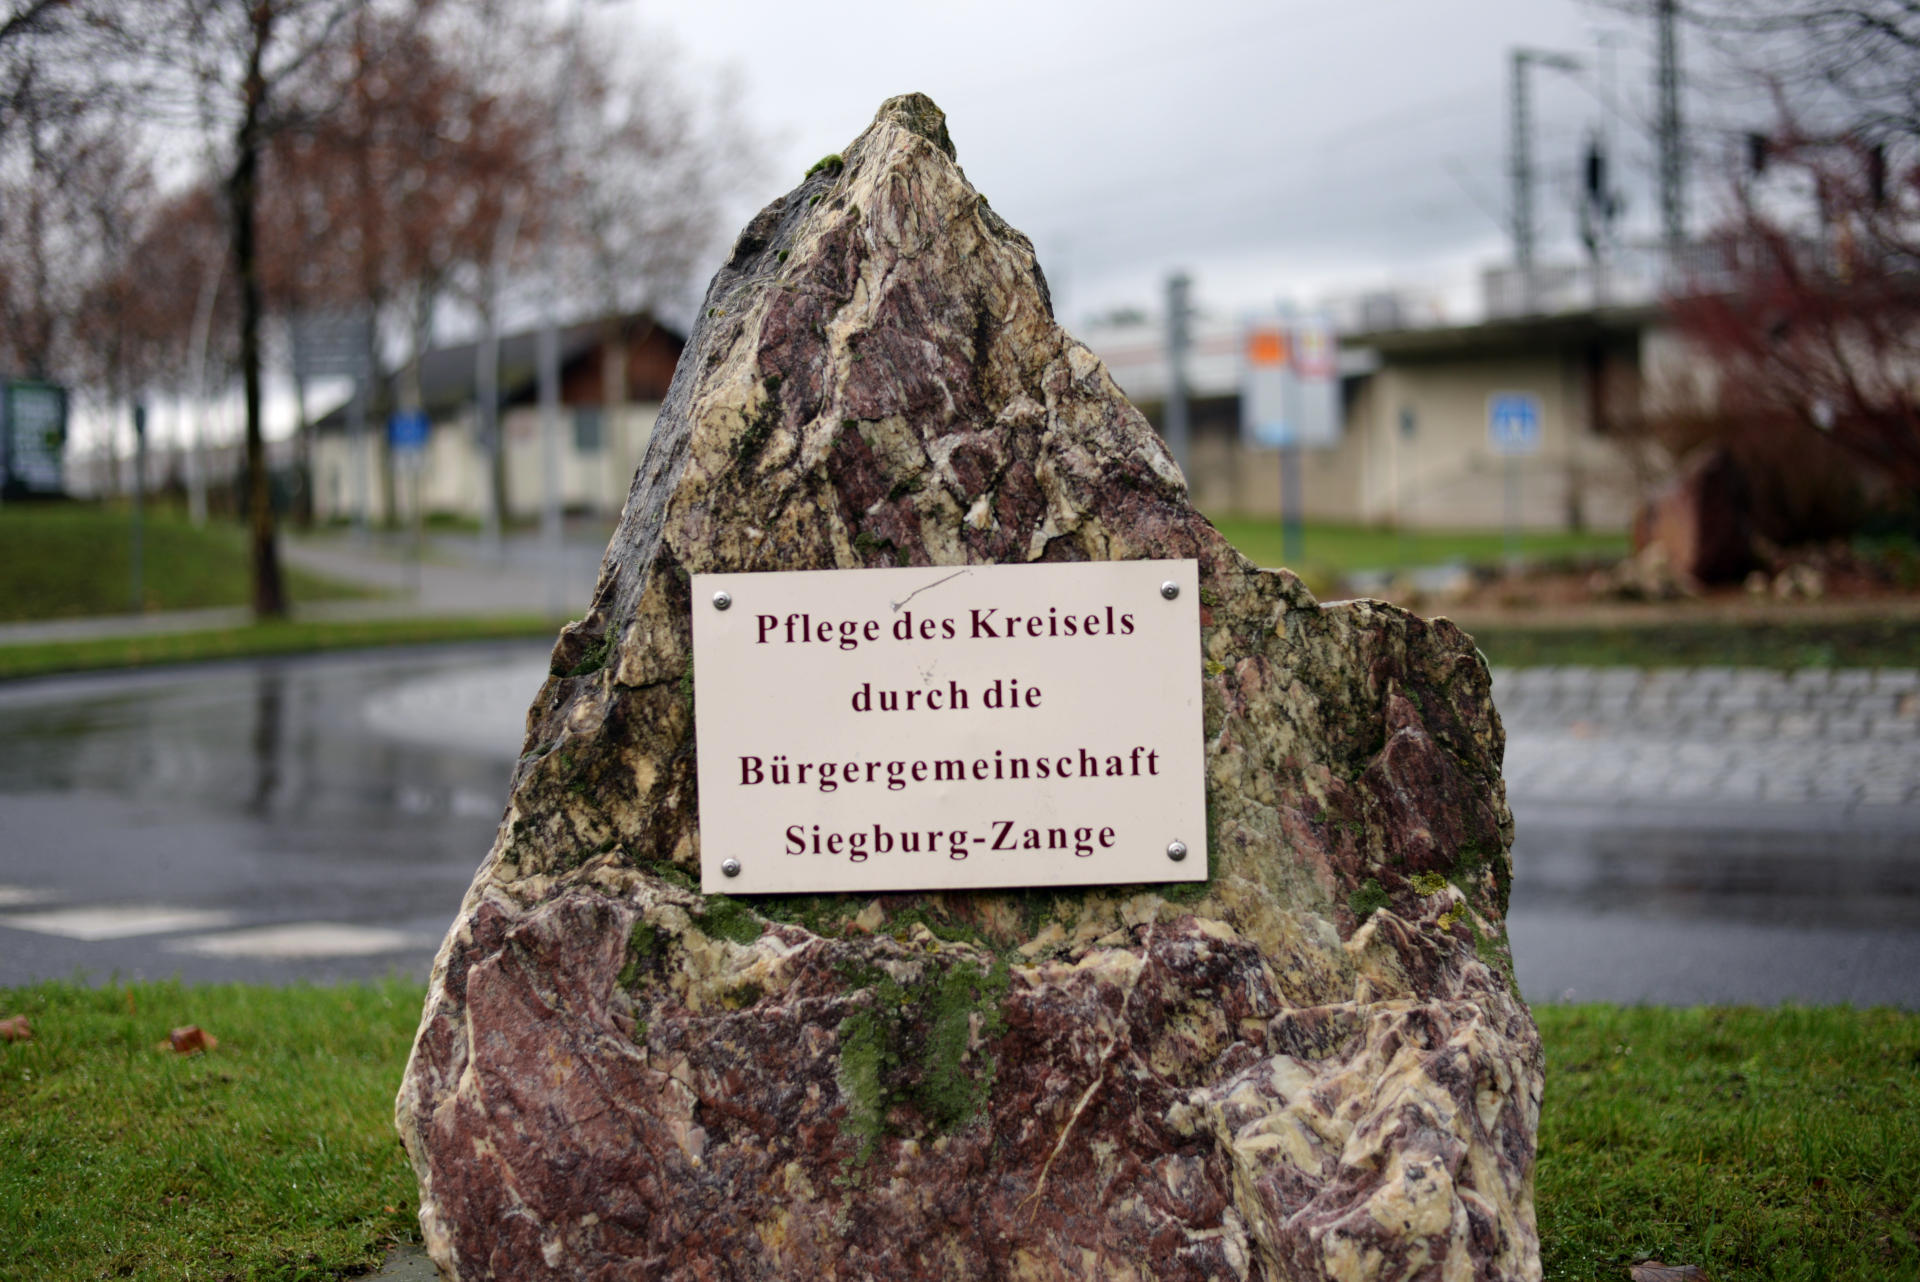 Pflege des Kreisels
durch die
Bürgergemeinschaft
Siegburg-Zange